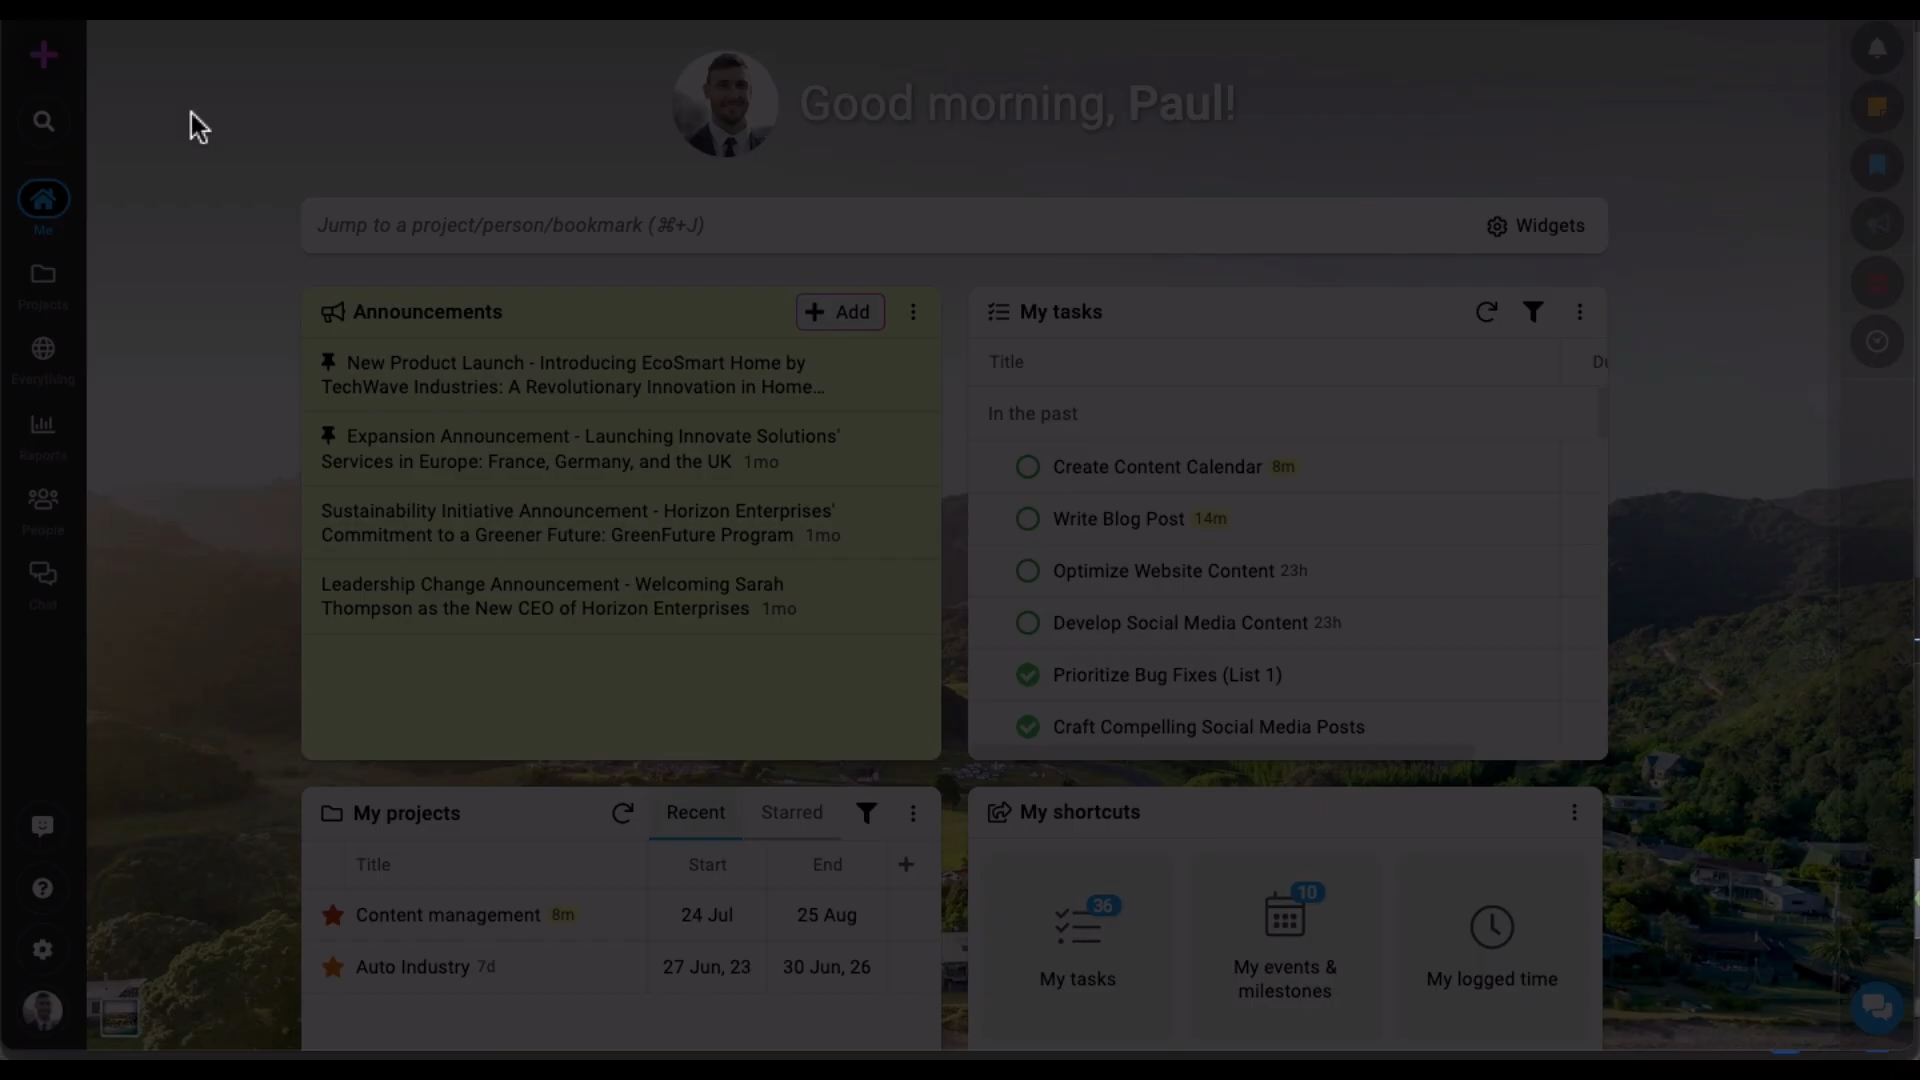 Good morning, Paul!
Jump to a project/person/bookmark (⌘+J)
Widgets
Me
Projects
Everything
Reports
People
Chat
Announcements
Add
New Product Launch - Introducing EcoSmart Home by
TechWave Industries: A Revolutionary Innovation in Home...
Expansion Announcement - Launching Innovate Solutions'
Services in Europe: France, Germany, and the UK 1mo
Sustainability Initiative Announcement - Horizon Enterprises'
Commitment to a Greener Future: GreenFuture Program 1mo
Leadership Change Announcement - Welcoming Sarah
Thompson as the New CEO of Horizon Enterprises 1mo
My tasks
Title
In the past
Create Content Calendar 8m
Write Blog Post 14m
Optimize Website Content 23h
Develop Social Media Content 23h
Prioritize Bug Fixes (List 1)
Craft Compelling Social Media Posts
My projects
Recent
Starred
Title Start End
Content management 8m 24 Jul 25 Aug
Auto Industry 7d 27 Jun, 23 30 Jun, 26
My shortcuts
36
My tasks
10
My events &
milestones
My logged time